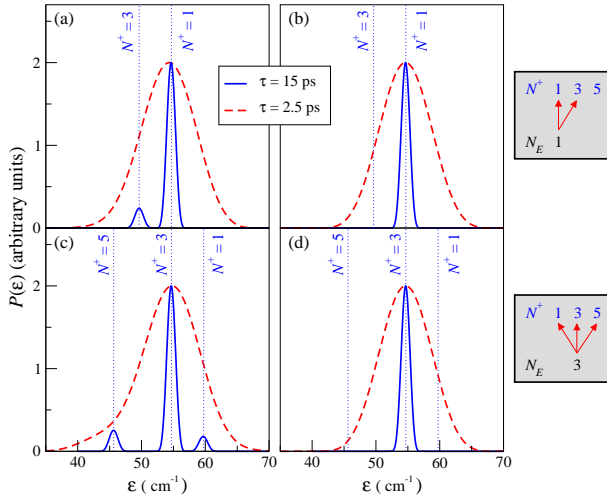 (a)
N⁺ = 3
N⁺ = 1
(b)
N⁺ = 3
N⁺ = 1
τ = 15 ps
τ = 2.5 ps
2
1
0
N⁺ 1 3 5
N_E 1
P(ε) (arbitrary units)
(c)
N⁺ = 5
N⁺ = 3
N⁺ = 1
(d)
N⁺ = 5
N⁺ = 3
N⁺ = 1
2
1
0
N⁺ 1 3 5
N_E 3
40 50 60 70
40 50 60 70
ε ( cm⁻¹)
ε ( cm⁻¹)